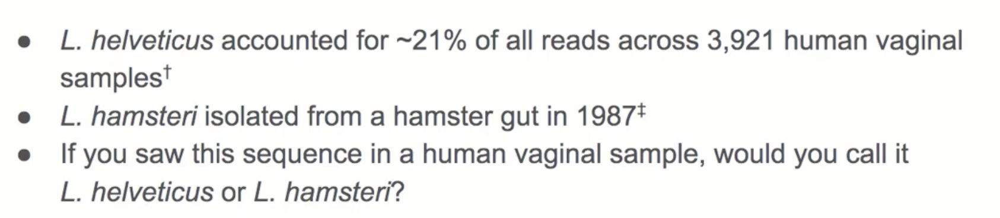 ● L. helveticus accounted for ~21% of all reads across 3,921 human vaginal
samples†
● L. hamsteri isolated from a hamster gut in 1987‡
● If you saw this sequence in a human vaginal sample, would you call it
L. helveticus or L. hamsteri?